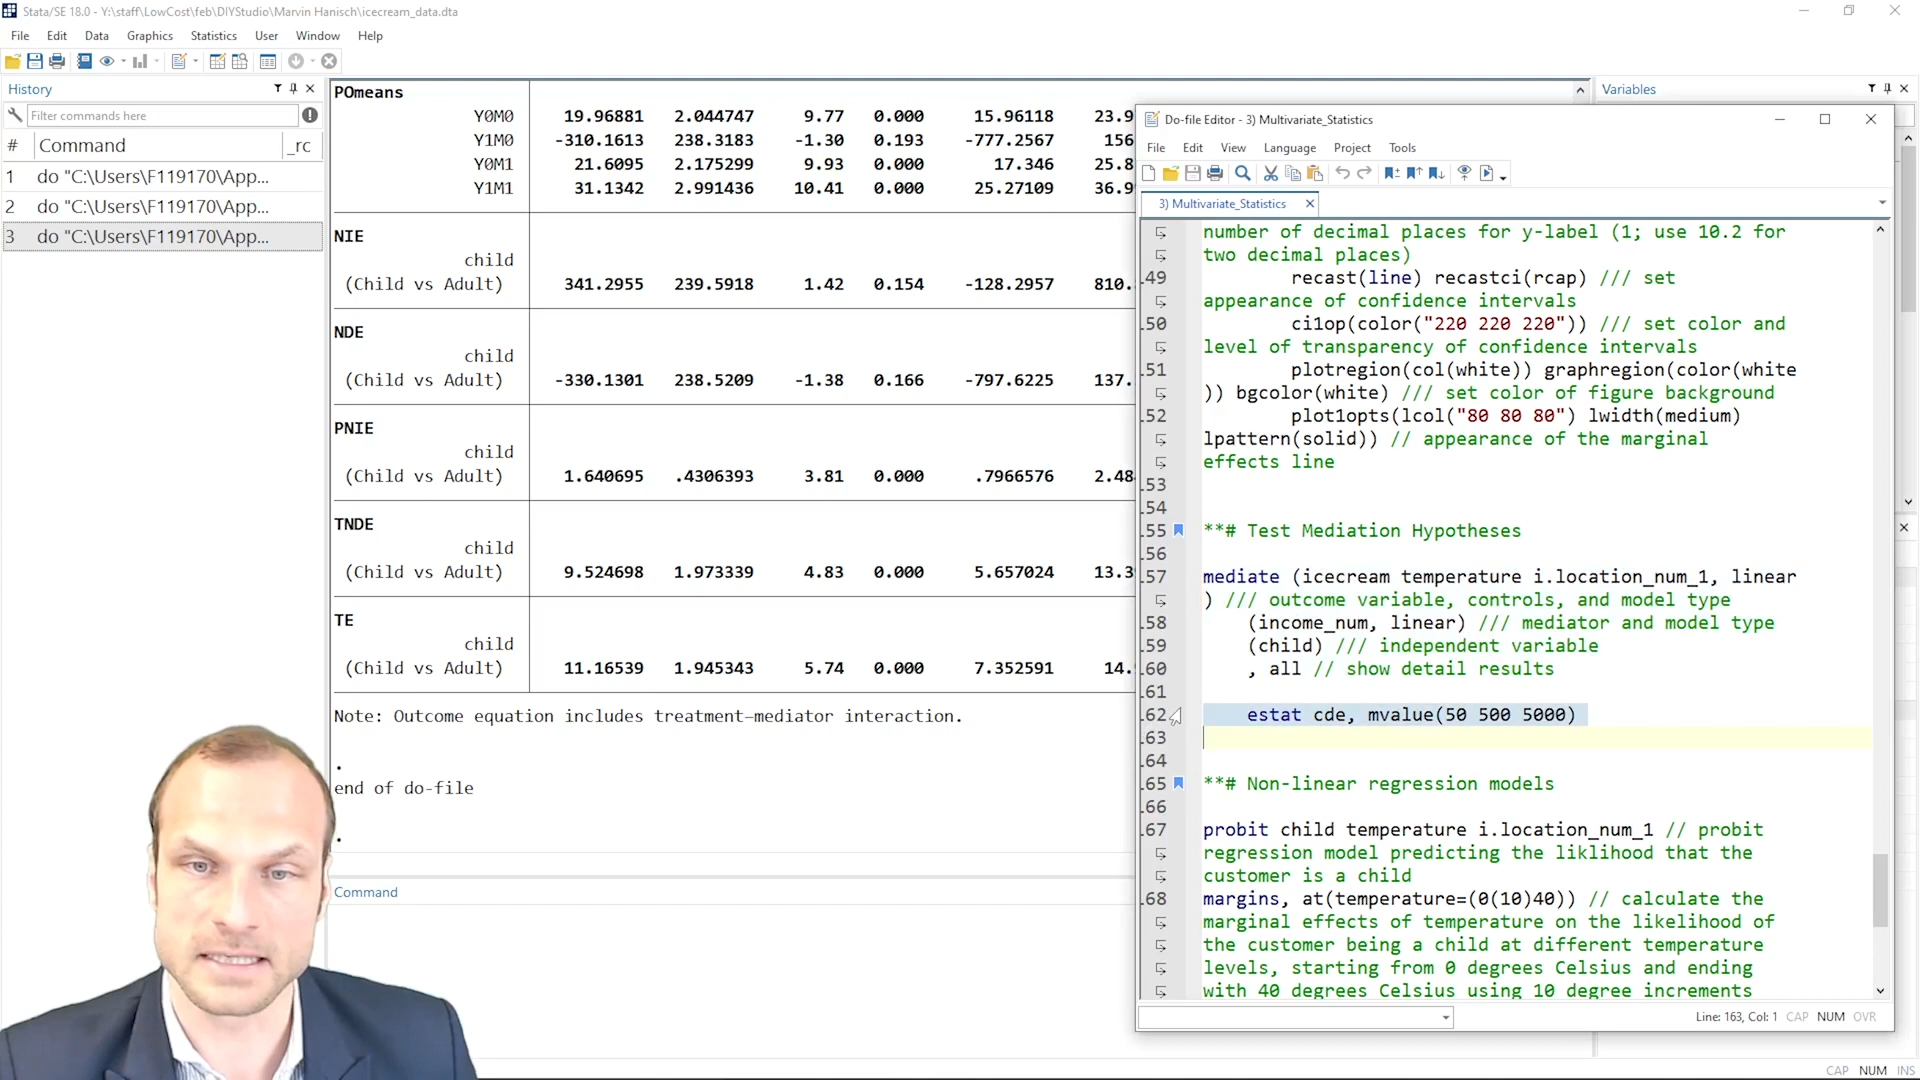 Stata/SE 18.0 - Y:\staff\LowCost\feb\DIYStudio\Marvin Hanisch\icecream_data.dta
File Edit Data Graphics Statistics User Window Help
History
Filter commands here
# Command _rc
1 do "C:\Users\F119170\App...
2 do "C:\Users\F119170\App...
3 do "C:\Users\F119170\App...
POmeans
Y0M0 19.96881 2.044747 9.77 0.000 15.96118 23.9
Y1M0 -310.1613 238.3183 -1.30 0.193 -777.2567 156
Y0M1 21.6095 2.175299 9.93 0.000 17.346 25.8
Y1M1 31.1342 2.991436 10.41 0.000 25.27109 36.9
NIE
child
(Child vs Adult) 341.2955 239.5918 1.42 0.154 -128.2957 810.
NDE
child
(Child vs Adult) -330.1301 238.5209 -1.38 0.166 -797.6225 137.
PNIE
child
(Child vs Adult) 1.640695 .4306393 3.81 0.000 .7966576 2.48
TNDE
child
(Child vs Adult) 9.524698 1.973339 4.83 0.000 5.657024 13.3
TE
child
(Child vs Adult) 11.16539 1.945343 5.74 0.000 7.352591 14.
Note: Outcome equation includes treatment–mediator interaction.
.
end of do-file
.
Command
Variables
Do-file Editor - 3) Multivariate_Statistics
File Edit View Language Project Tools
3) Multivariate_Statistics
number of decimal places for y-label (1; use 10.2 for
two decimal places)
49 recast(line) recastci(rcap) /// set
appearance of confidence intervals
50 ci1op(color("220 220 220")) /// set color and
level of transparency of confidence intervals
51 plotregion(col(white)) graphregion(color(white
)) bgcolor(white) /// set color of figure background
52 plot1opts(lcol("80 80 80") lwidth(medium)
lpattern(solid)) // appearance of the marginal
effects line
53
54
55 **# Test Mediation Hypotheses
56
57 mediate (icecream temperature i.location_num_1, linear
) /// outcome variable, controls, and model type
58 (income_num, linear) /// mediator and model type
59 (child) /// independent variable
60 , all // show detail results
61
62 estat cde, mvalue(50 500 5000)
63
64
65 **# Non-linear regression models
66
67 probit child temperature i.location_num_1 // probit
regression model predicting the liklihood that the
customer is a child
68 margins, at(temperature=(0(10)40)) // calculate the
marginal effects of temperature on the likelihood of
the customer being a child at different temperature
levels, starting from 0 degrees Celsius and ending
with 40 degrees Celsius using 10 degree increments
Line: 163, Col: 1 CAP NUM OVR
CAP NUM INS